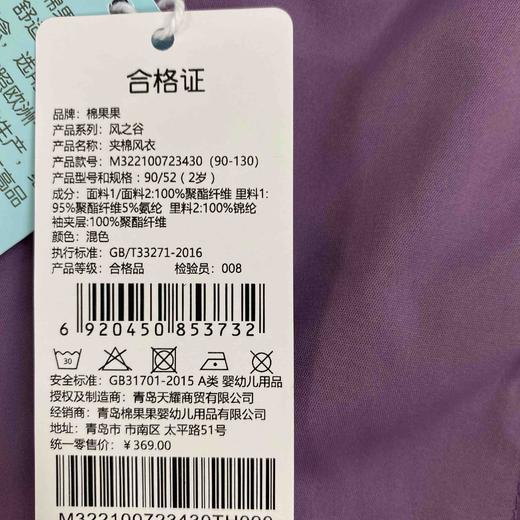 合格证
品牌：棉果果
产品系列：风之谷
产品名称：夹棉风衣
产品款号：M322100723430（90-130）
型号和规格：90/52（2岁）
成分：面料1/面料2:100%聚酯纤维 里料1:
95%聚酯纤维5%氨纶 里料2:100%锦纶
袖夹层:100%聚酯纤维
颜色：混色
执行标准：GB/T33271-2016
产品等级：合格品 检验员：008
6 920450 853732
30
安全标准：GB31701-2015 A类 婴幼儿用品
授权及制造商：青岛天耀商贸有限公司
经销商：青岛棉果果婴幼儿用品有限公司
地址：青岛市 市南区 太平路51号
统一零售价：￥369.00